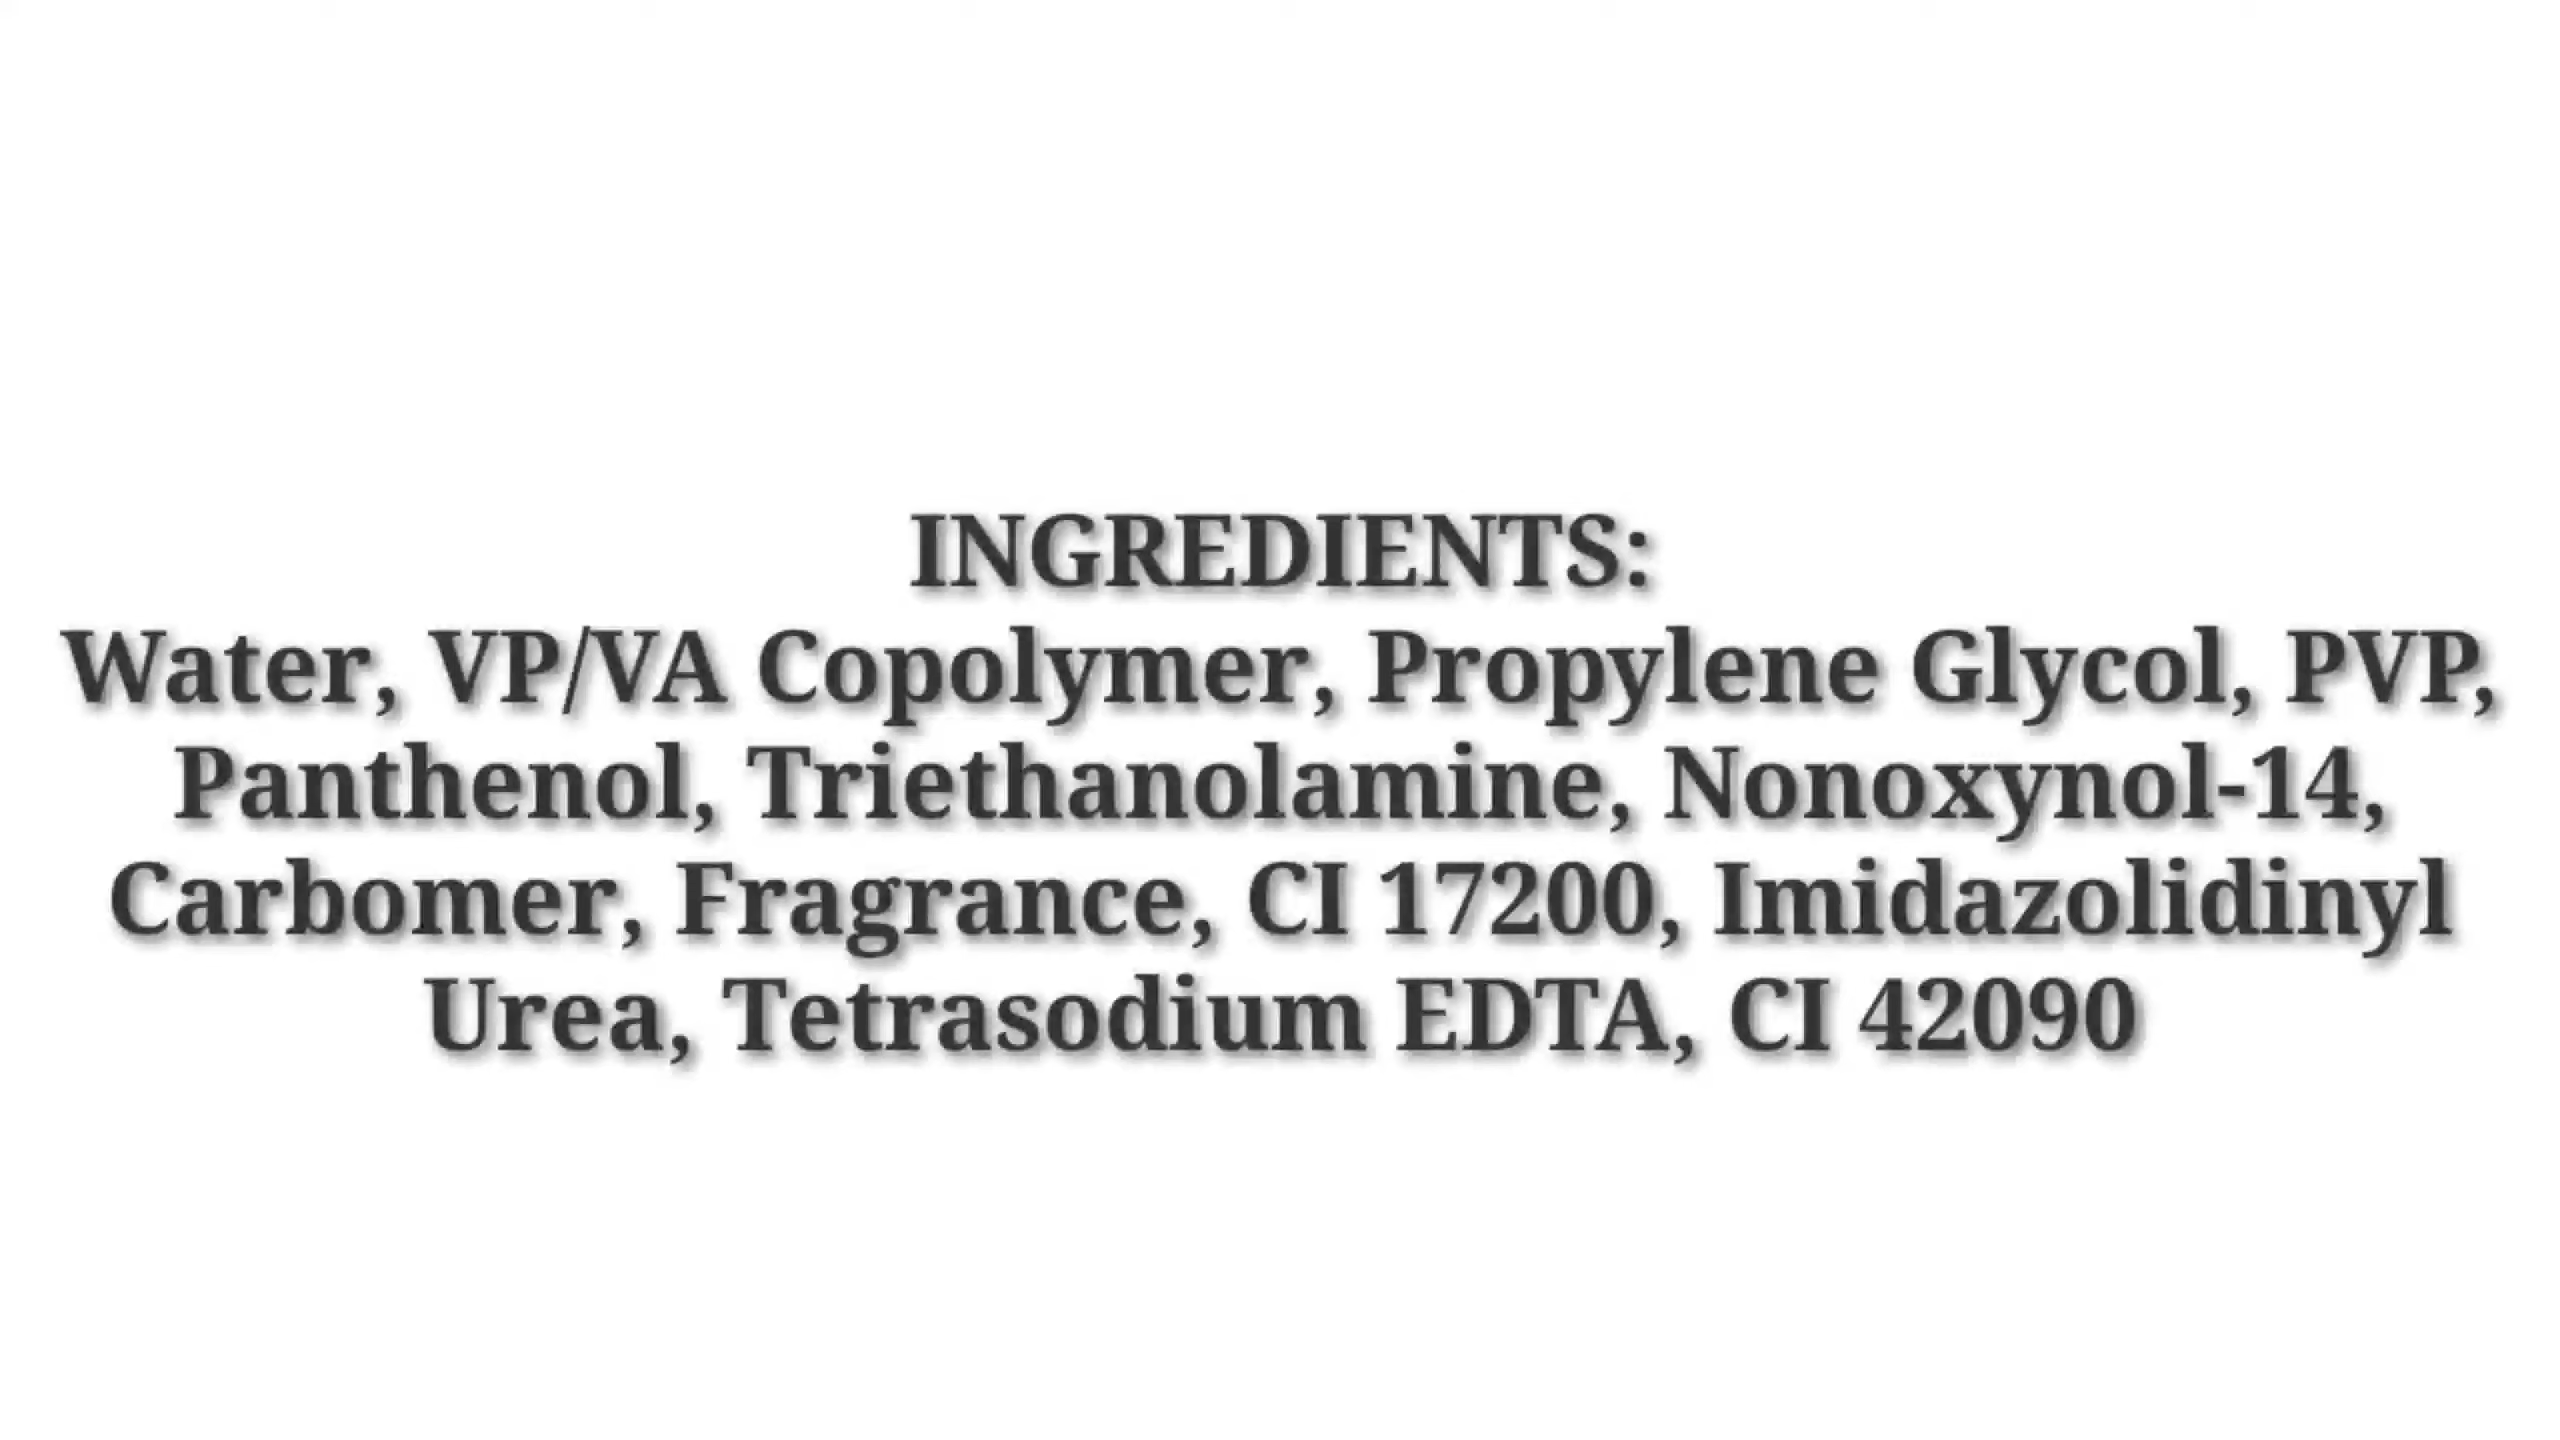 INGREDIENTS:
Water, VP/VA Copolymer, Propylene Glycol, PVP,
Panthenol, Triethanolamine, Nonoxynol-14,
Carbomer, Fragrance, CI 17200, Imidazolidinyl
Urea, Tetrasodium EDTA, CI 42090